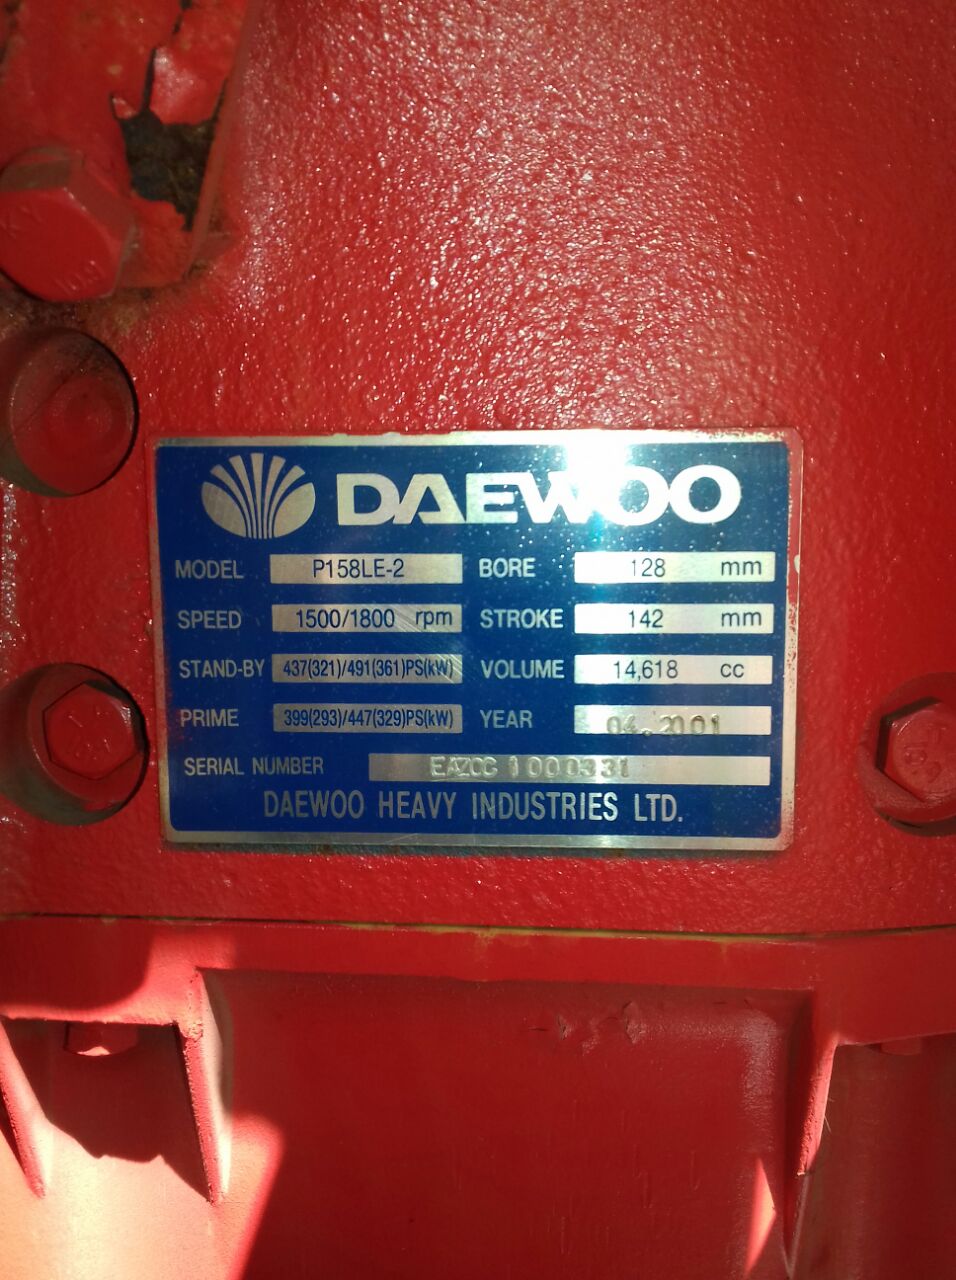 DAEWOO
MODEL P158LE-2 BORE 128 mm
SPEED 1500/1800 rpm STROKE 142 mm
STAND-BY 437(321)/491(361)PS(kW) VOLUME 14,618 cc
PRIME 399(293)/447(329)PS(kW) YEAR 04.2001
SERIAL NUMBER EAZOC 1000331
DAEWOO HEAVY INDUSTRIES LTD.